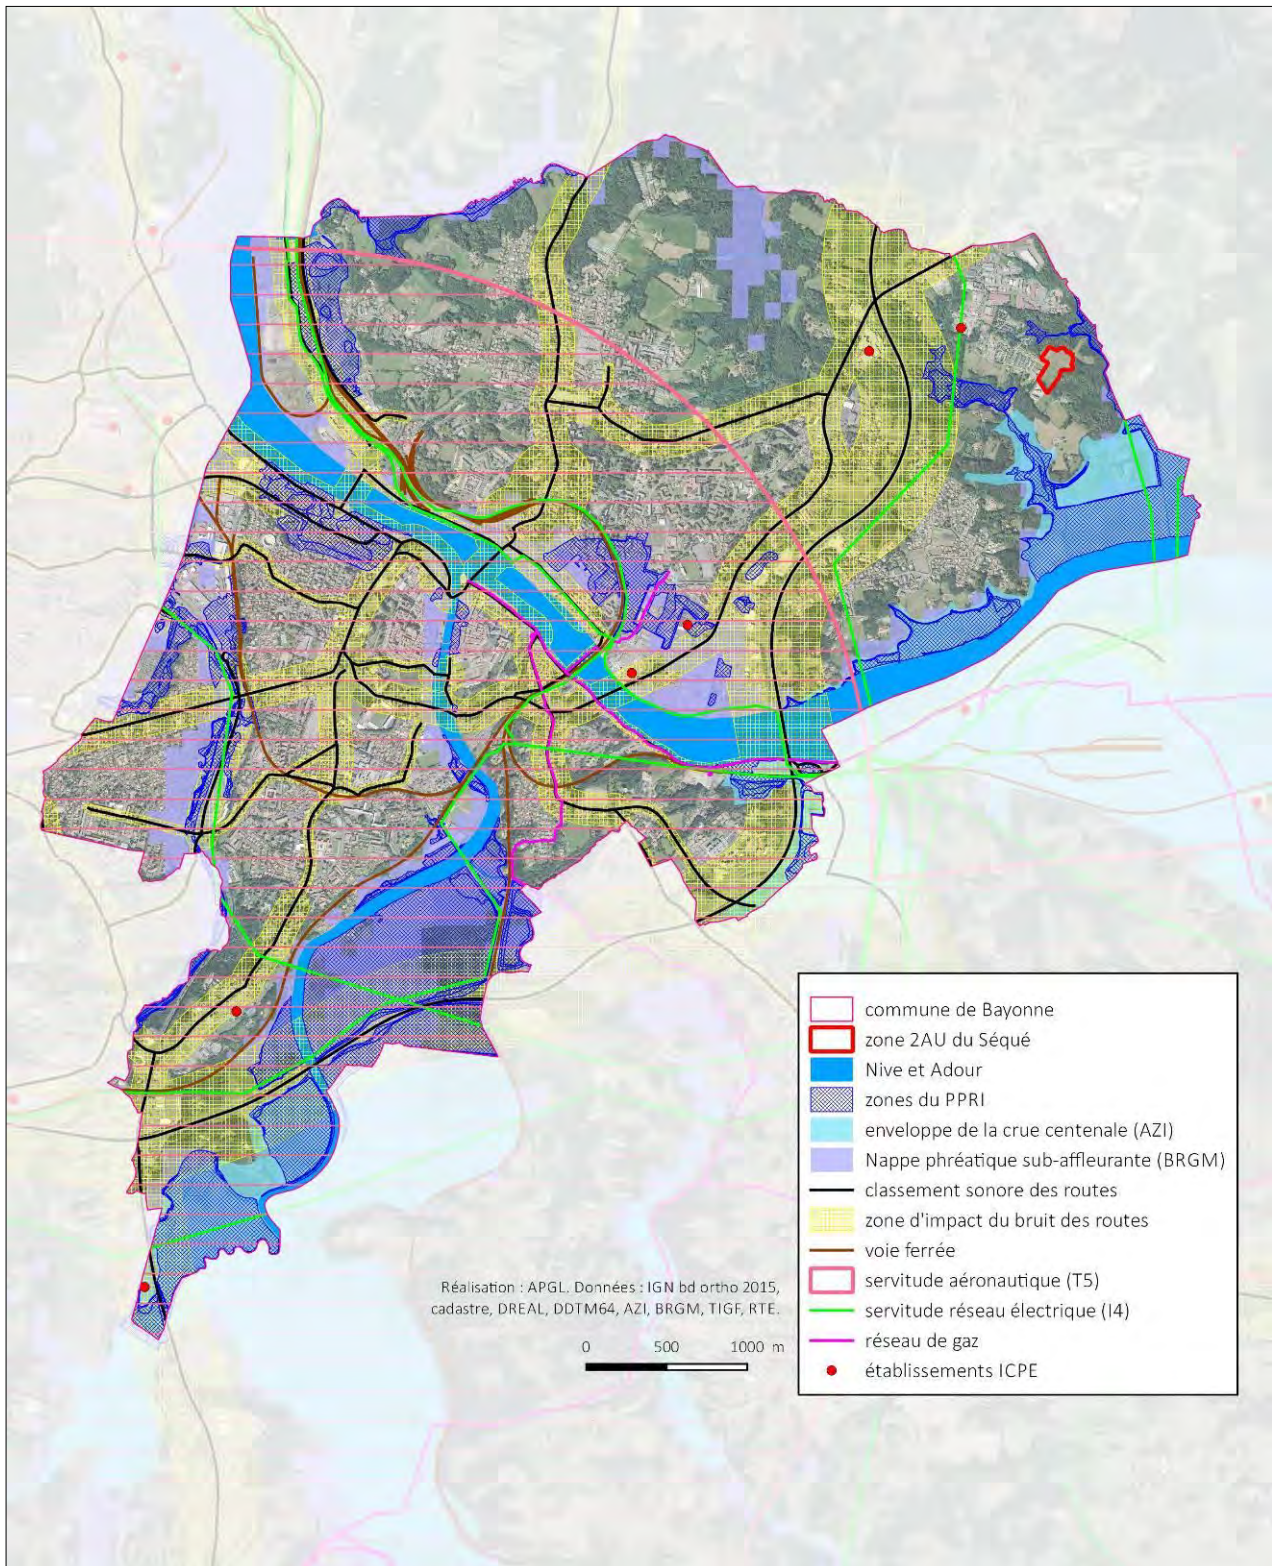 commune de Bayonne
zone 2AU du Séqué
Nive et Adour
zones du PPRI
enveloppe de la crue centenale (AZI)
Nappe phréatique sub-affleurante (BRGM)
classement sonore des routes
zone d'impact du bruit des routes
voie ferrée
servitude aéronautique (T5)
servitude réseau électrique (I4)
réseau de gaz
établissements ICPE
Réalisation : APGL. Données : IGN bd ortho 2015,
cadastre, DREAL, DDTM64, AZI, BRGM, TIGF, RTE.
0 500 1000 m